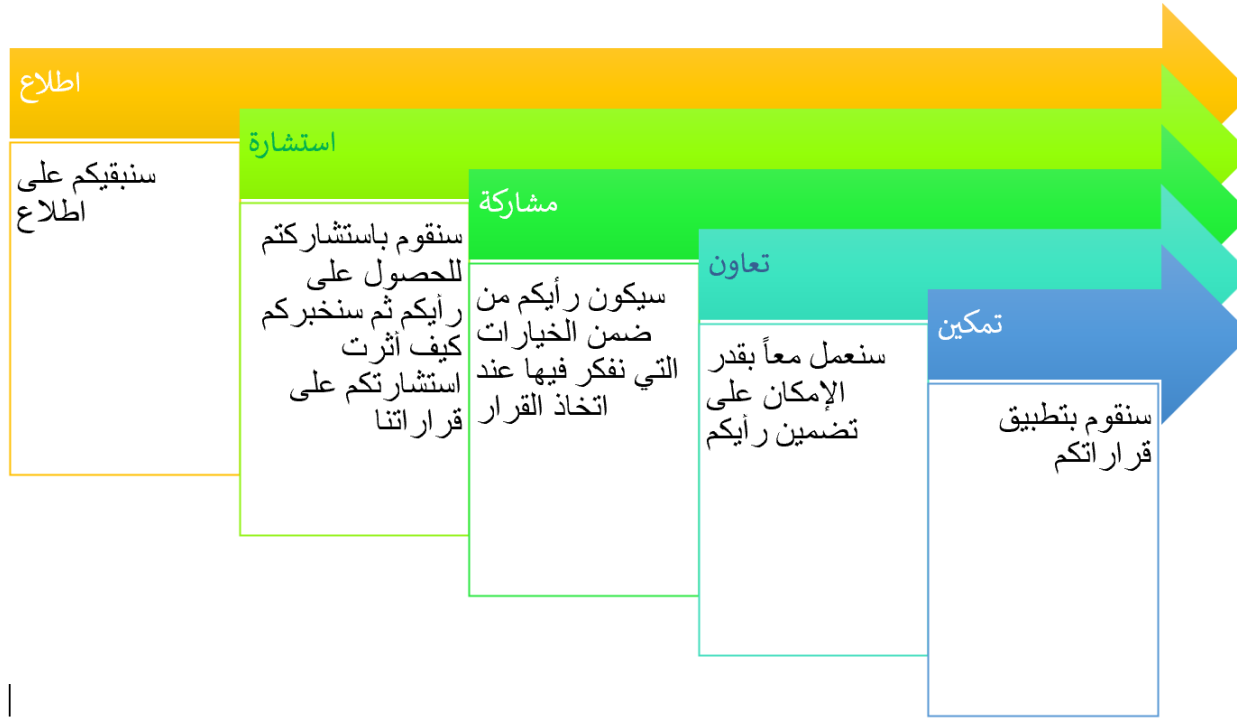 اطلاع
سنبقيكم على
اطلاع
استشارة
سنقوم باستشاركتم
للحصول على
رأيكم ثم سنخبركم
كيف أثرت
استشارتكم على
قراراتنا
مشاركة
سيكون رأيكم من
ضمن الخيارات
التي نفكر فيها عند
اتخاذ القرار
تعاون
سنعمل معاً بقدر
الإمكان على
تضمين رأيكم
تمكين
سنقوم بتطبيق
قراراتكم